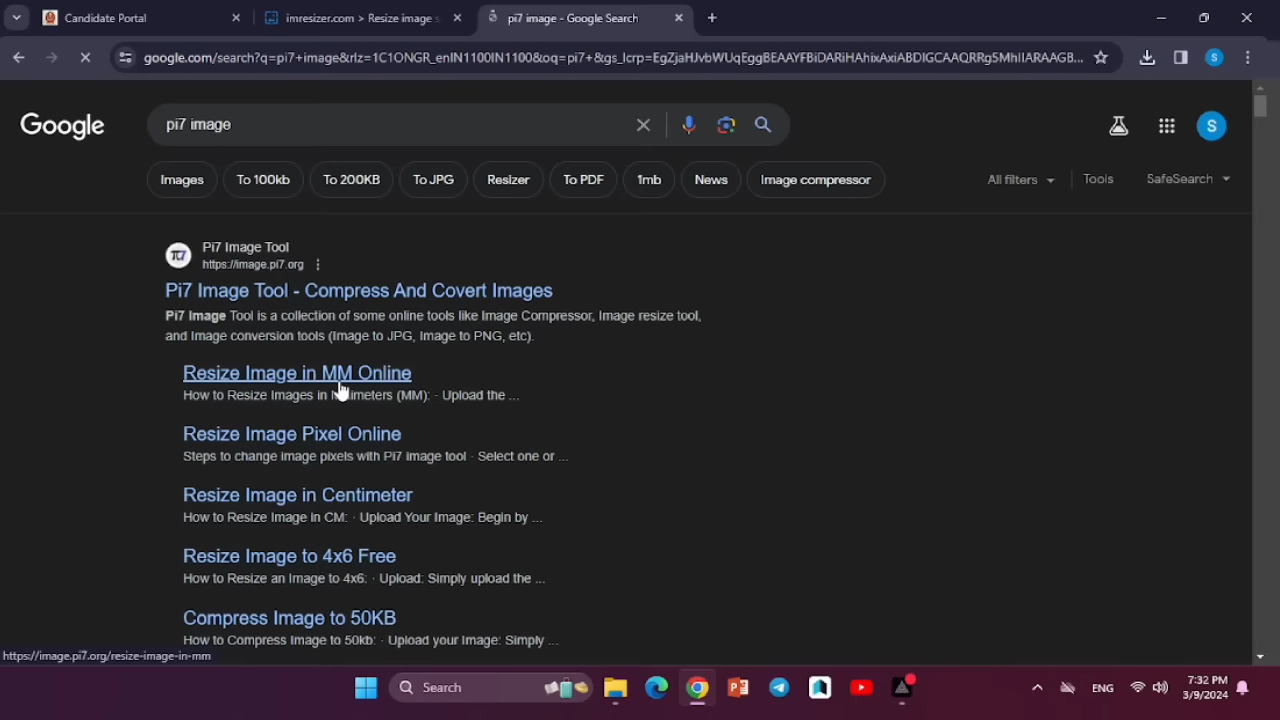 Candidate Portal
imresizer.com > Resize image s
pi7 image - Google Search
google.com/search?q=pi7+image&rlz=1C1ONGR_enIN1100IN1100&oq=pi7+&gs_lcrp=EgZjaHJvbWUqEggBEAAYFBiDARiHAhixAxiABDIGCAAQRRg5MhIIARAAGB...
S
Google
pi7 image
S
Images
To 100kb
To 200KB
To JPG
Resizer
To PDF
1mb
News
Image compressor
All filters
Tools
SafeSearch
Pi7 Image Tool
https://image.pi7.org
Pi7 Image Tool - Compress And Covert Images
Pi7 Image Tool is a collection of some online tools like Image Compressor, Image resize tool,
and Image conversion tools (Image to JPG, Image to PNG, etc).
Resize Image in MM Online
How to Resize Images in limeters (MM): · Upload the ...
Resize Image Pixel Online
Steps to change image pixels with Pi7 image tool · Select one or ...
Resize Image in Centimeter
How to Resize Image in CM: · Upload Your Image: Begin by ...
Resize Image to 4x6 Free
How to Resize an Image to 4x6: · Upload: Simply upload the ...
Compress Image to 50KB
How to Compress Image to 50kb: · Upload your Image: Simply ...
https://image.pi7.org/resize-image-in-mm
Search
ENG
7:32 PM
3/9/2024